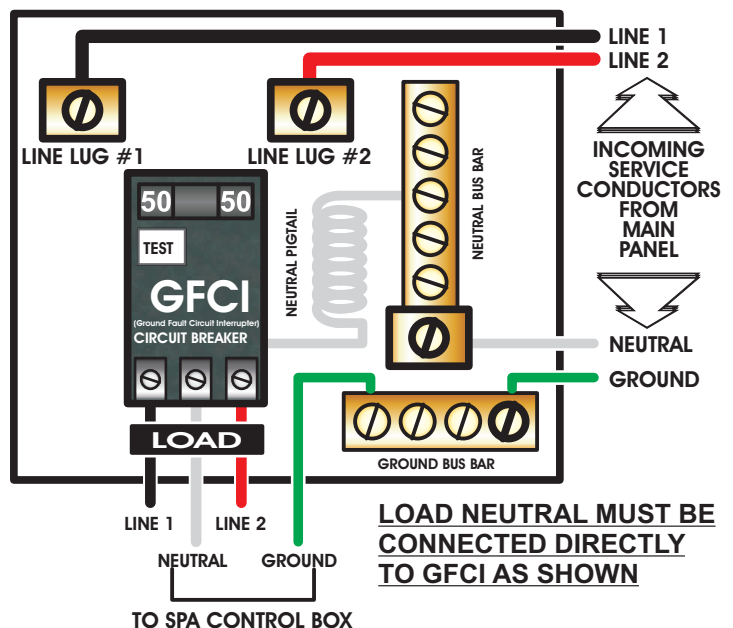 LINE 1
LINE 2
LINE LUG #1
LINE LUG #2
INCOMING
SERVICE
CONDUCTORS
FROM
MAIN
PANEL
NEUTRAL BUS BAR
NEUTRAL PIGTAIL
50
50
TEST
GFCI
(Ground Fault Circuit Interrupter)
CIRCUIT BREAKER
NEUTRAL
GROUND
LOAD
GROUND BUS BAR
LINE 1
LINE 2
NEUTRAL
GROUND
TO SPA CONTROL BOX
LOAD NEUTRAL MUST BE
CONNECTED DIRECTLY
TO GFCI AS SHOWN